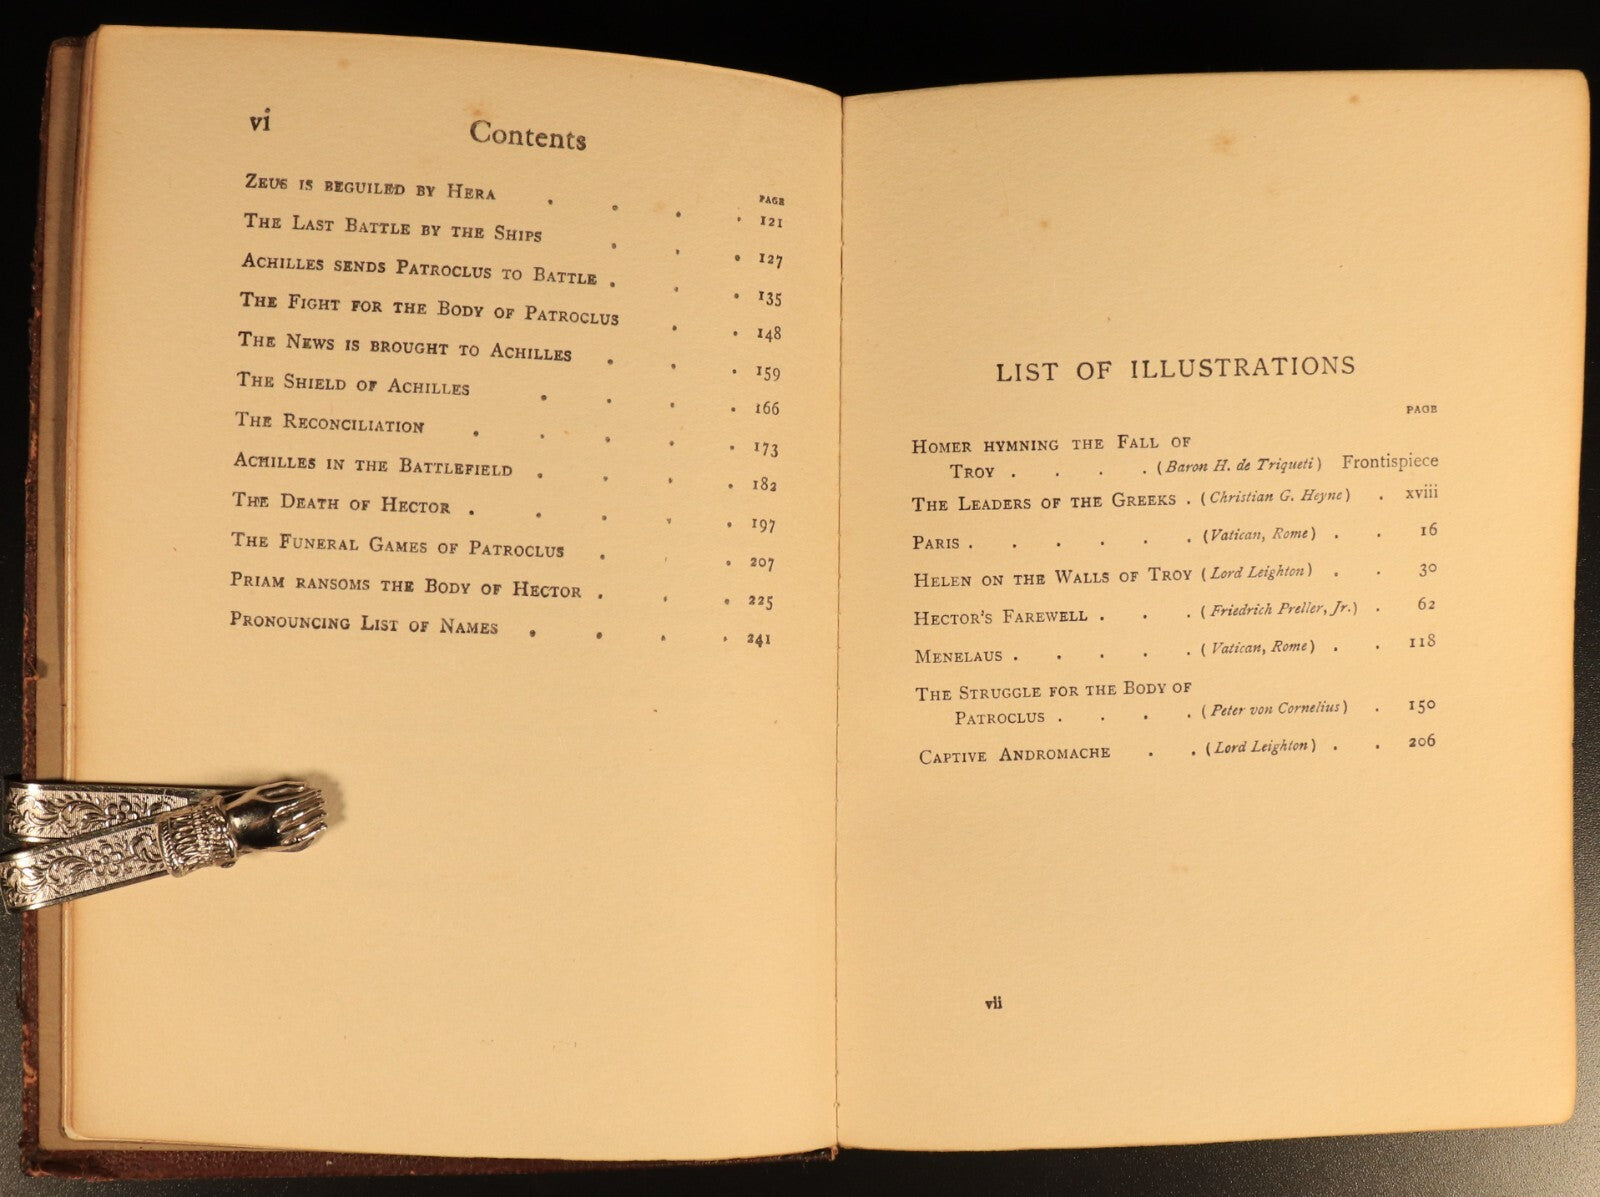 vi
Contents
PAGE
ZEUS IS BEGUILED BY HERA . . . . 121
THE LAST BATTLE BY THE SHIPS . . . 127
ACHILLES SENDS PATROCLUS TO BATTLE . . . 135
THE FIGHT FOR THE BODY OF PATROCLUS . . 148
THE NEWS IS BROUGHT TO ACHILLES . . . 159
THE SHIELD OF ACHILLES . . . . 166
THE RECONCILIATION . . . . . 173
ACHILLES IN THE BATTLEFIELD . . . . 182
THE DEATH OF HECTOR . . . . . 197
THE FUNERAL GAMES OF PATROCLUS . . . 207
PRIAM RANSOMS THE BODY OF HECTOR . . . 225
PRONOUNCING LIST OF NAMES . . . . 241
LIST OF ILLUSTRATIONS
PAGE
HOMER HYMNING THE FALL OF
TROY . . . . (Baron H. de Triqueti) Frontispiece
THE LEADERS OF THE GREEKS . (Christian G. Heyne) . xviii
PARIS . . . . . . (Vatican, Rome) . . 16
HELEN ON THE WALLS OF TROY (Lord Leighton) . . 30
HECTOR'S FAREWELL . . . (Friedrich Preller, Jr.) . 62
MENELAUS . . . . . (Vatican, Rome) . . 118
THE STRUGGLE FOR THE BODY OF
PATROCLUS . . . . (Peter von Cornelius) . 150
CAPTIVE ANDROMACHE . . (Lord Leighton) . . 206
vii